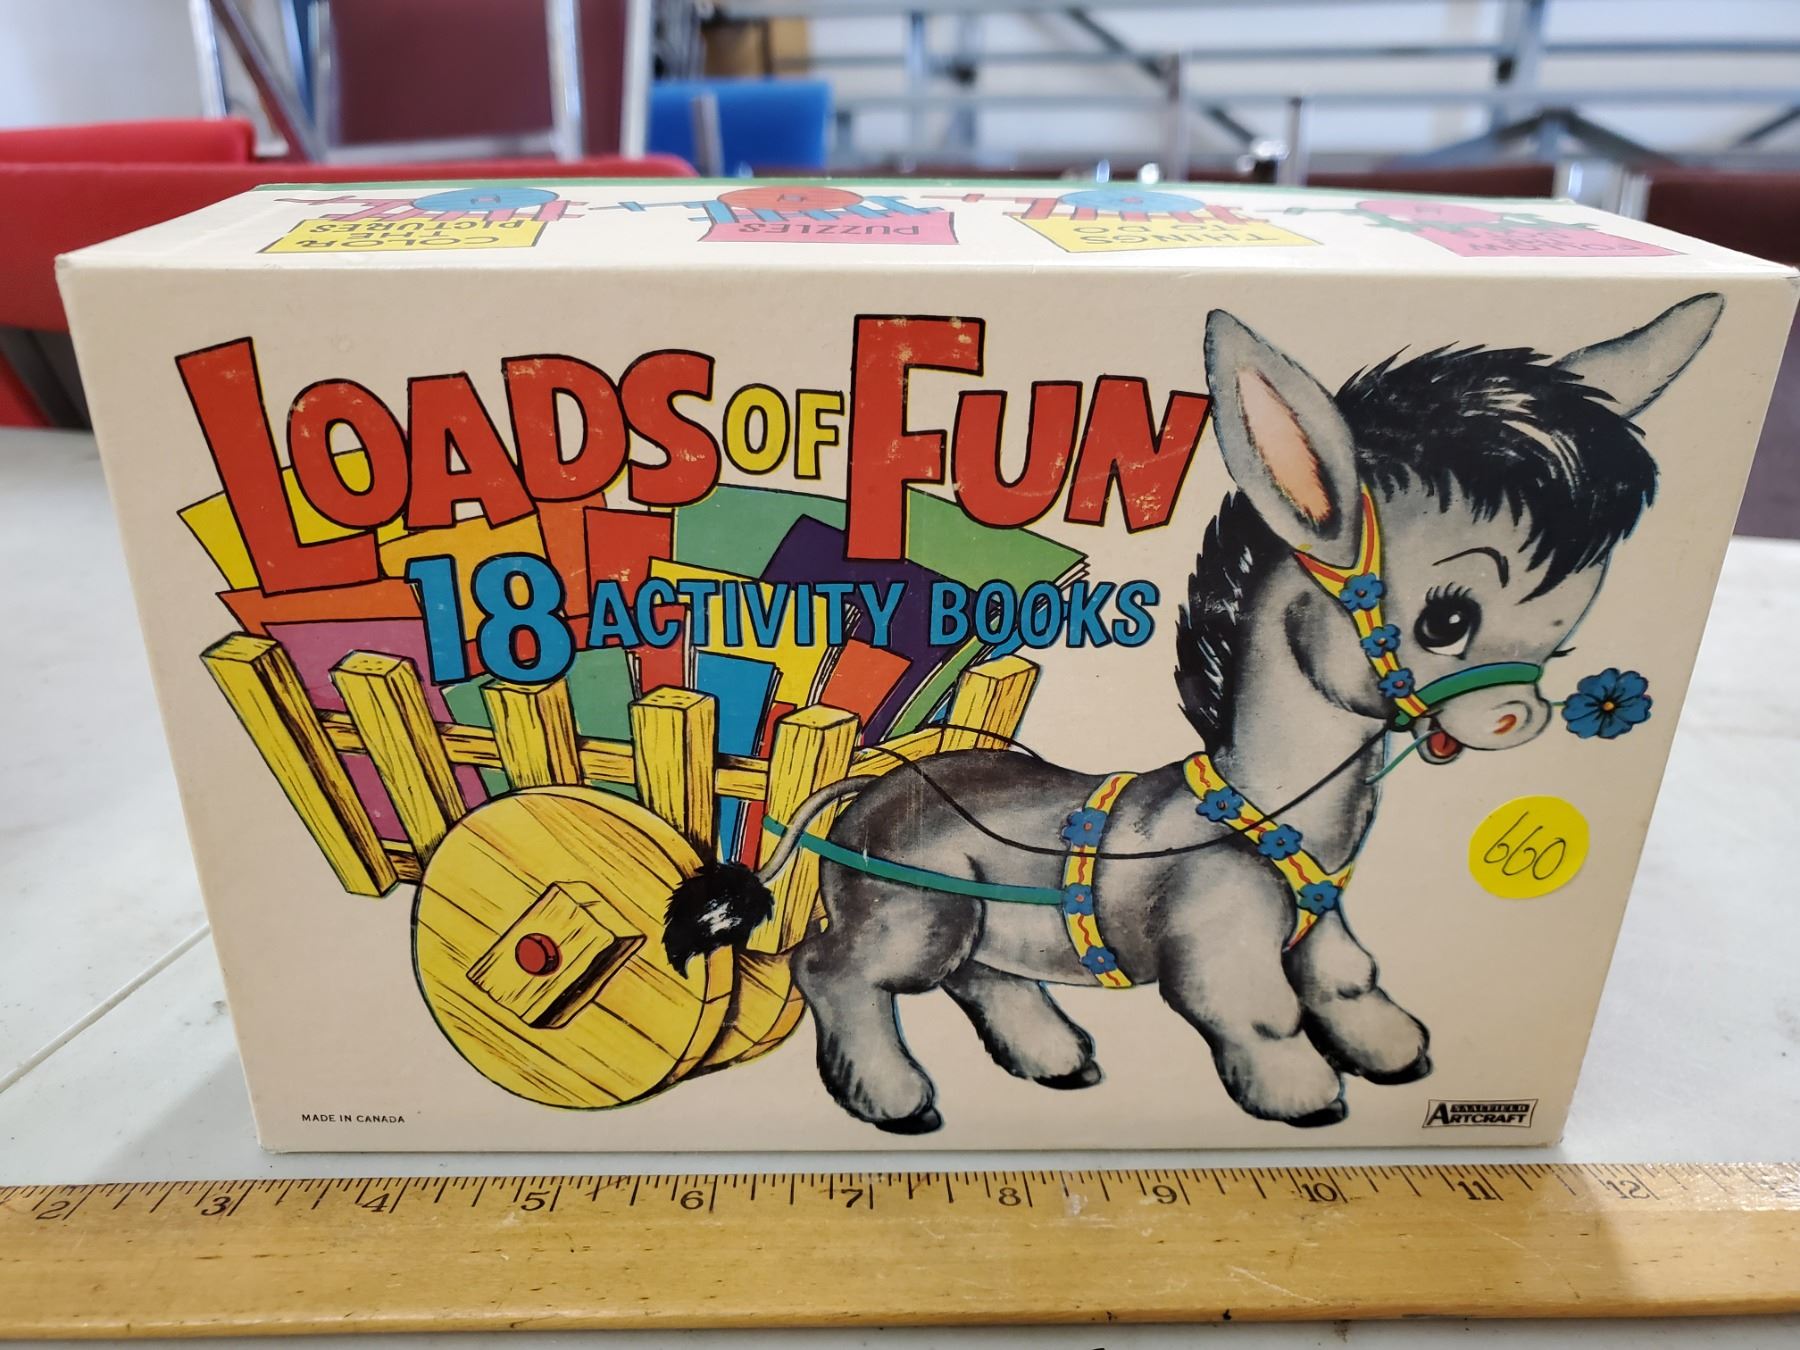 COLOR
THE
PICTURES
PUZZLES
THINGS
TO DO
LOADS OF FUN
18 ACTIVITY BOOKS
660
MADE IN CANADA
SAALFIELD
ARTCRAFT
2 3 4 5 6 7 8 9 10 11 12